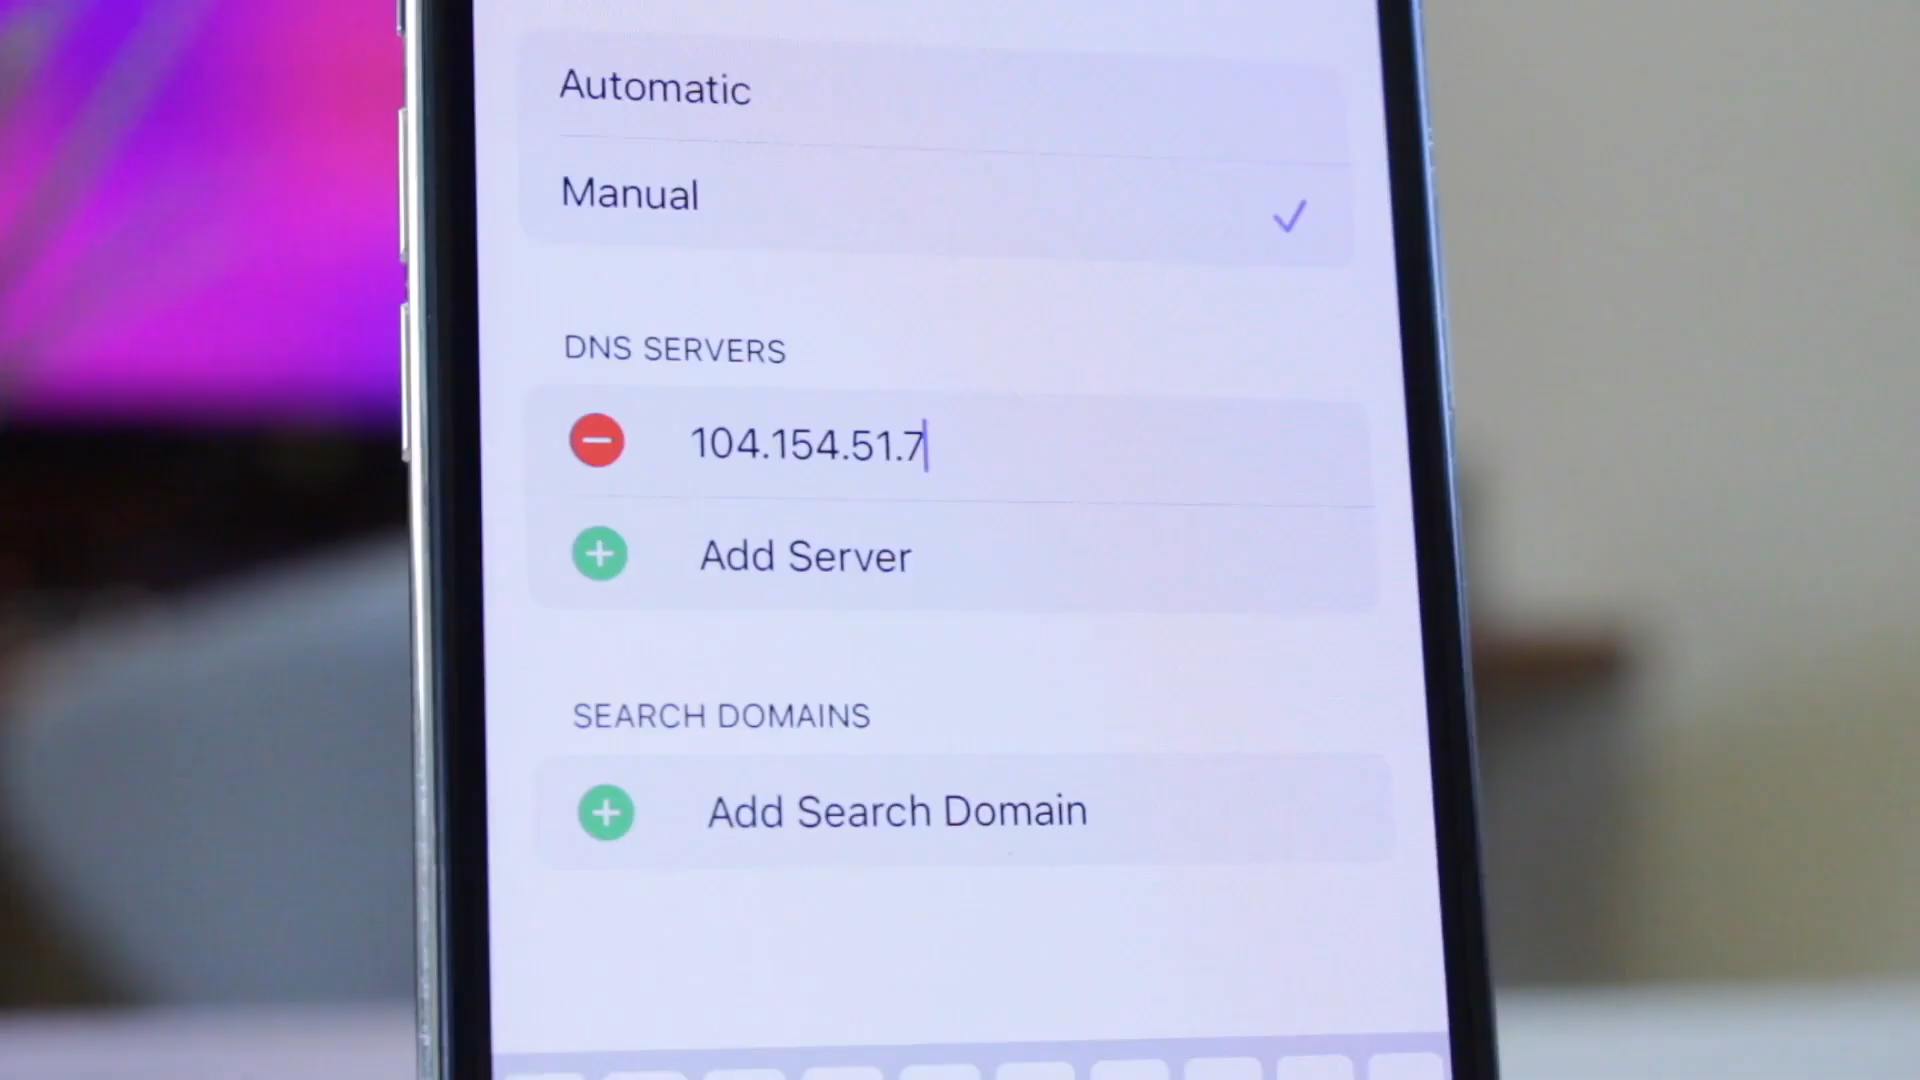 Automatic
Manual
DNS SERVERS
104.154.51.7
Add Server
SEARCH DOMAINS
Add Search Domain